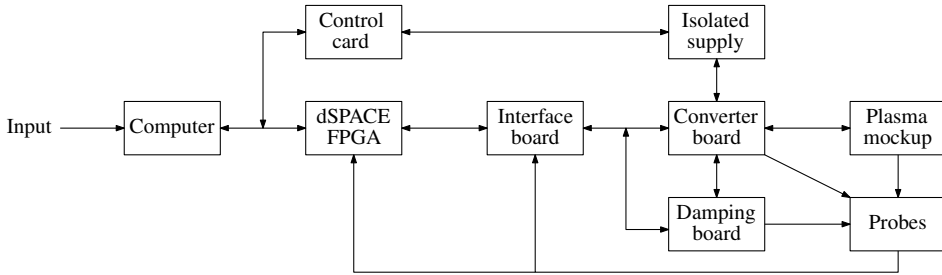 Control
card
Isolated
supply
Input
Computer
dSPACE
FPGA
Interface
board
Converter
board
Plasma
mockup
Damping
board
Probes